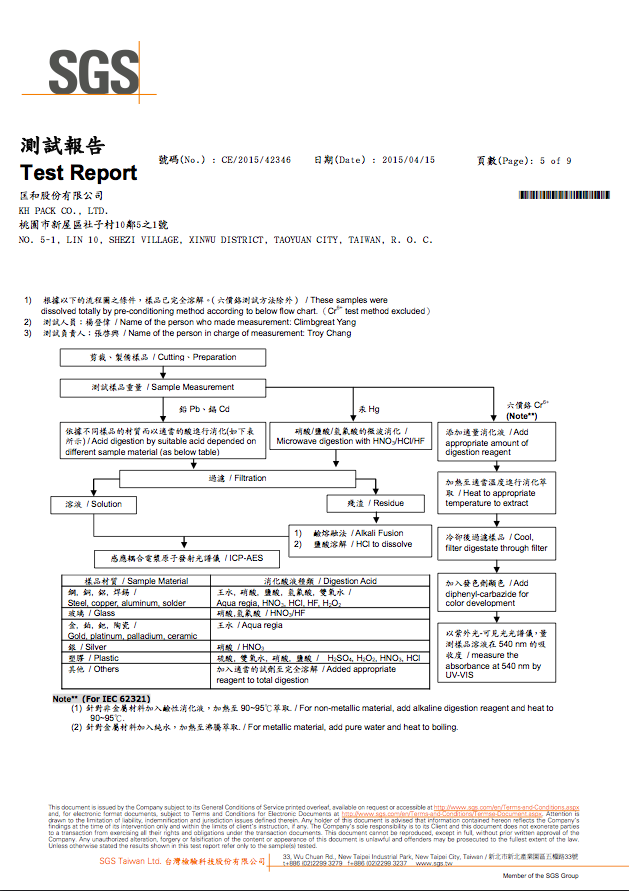 SGS
測試報告
Test Report
號碼(No.) : CE/2015/42346 日期(Date) : 2015/04/15 頁數(Page): 5 of 9
匡和股份有限公司
KH PACK CO., LTD.
桃園市新屋區社子村10鄰5之1號
NO. 5-1, LIN 10, SHEZI VILLAGE, XINWU DISTRICT, TAOYUAN CITY, TAIWAN, R. O. C.
1) 根據以下的流程圖之條件，樣品已完全溶解。( 六價鉻測試方法除外 ) / These samples were
dissolved totally by pre-conditioning method according to below flow chart.（Cr6+ test method excluded）
2) 測試人員：楊登偉 / Name of the person who made measurement: Climbgreat Yang
3) 測試負責人：張啓興 / Name of the person in charge of measurement: Troy Chang
剪裁、製備樣品 / Cutting、Preparation
測試樣品重量 / Sample Measurement
鉛 Pb、鎘 Cd
汞 Hg
六價鉻 Cr6+
(Note**)
依據不同樣品的材質而以適當的酸進行消化(如下表
所示) / Acid digestion by suitable acid depended on
different sample material (as below table)
硝酸/鹽酸/氫氟酸的微波消化 /
Microwave digestion with HNO3/HCl/HF
添加適量消化液 / Add
appropriate amount of
digestion reagent
過濾 / Filtration
加熱至適當溫度進行消化萃
取 / Heat to appropriate
temperature to extract
溶液 / Solution
殘渣 / Residue
1) 鹼熔融法 / Alkali Fusion
2) 鹽酸溶解 / HCl to dissolve
冷卻後過濾樣品 / Cool,
filter digestate through filter
感應耦合電漿原子發射光譜儀 / ICP-AES
加入發色劑顯色 / Add
diphenyl-carbazide for
color development
以紫外光-可見光光譜儀，量
測樣品溶液在 540 nm 的吸
收度 / measure the
absorbance at 540 nm by
UV-VIS
樣品材質 / Sample Material 消化酸液種類 / Digestion Acid
鋼, 銅, 鋁, 焊錫 / 王水, 硝酸, 鹽酸, 氫氟酸, 雙氧水 /
Steel, copper, aluminum, solder Aqua regia, HNO3, HCl, HF, H2O2
玻璃 / Glass 硝酸,氫氟酸 / HNO3/HF
金, 鉑, 鈀, 陶瓷 / 王水 / Aqua regia
Gold, platinum, palladium, ceramic
銀 / Silver 硝酸 / HNO3
塑膠 / Plastic 硫酸, 雙氧水, 硝酸, 鹽酸 / H2SO4, H2O2, HNO3, HCl
其他 / Others 加入適當的試劑至完全溶解 / Added appropriate
reagent to total digestion
Note** (For IEC 62321)
(1) 針對非金屬材料加入鹼性消化液，加熱至 90~95℃萃取. / For non-metallic material, add alkaline digestion reagent and heat to
90~95℃.
(2) 針對金屬材料加入純水，加熱至沸騰萃取. / For metallic material, add pure water and heat to boiling.
This document is issued by the Company subject to its General Conditions of Service printed overleaf, available on request or accessible at http://www.sgs.com/en/Terms-and-Conditions.aspx
and, for electronic format documents, subject to Terms and Conditions for Electronic Documents at http://www.sgs.com/en/Terms-and-Conditions/Terms-e-Document.aspx. Attention is
drawn to the limitation of liability, indemnification and jurisdiction issues defined therein. Any holder of this document is advised that information contained hereon reflects the Company's
findings at the time of its intervention only and within the limits of client's instruction, if any. The Company's sole responsibility is to its Client and this document does not exonerate parties
to a transaction from exercising all their rights and obligations under the transaction documents. This document cannot be reproduced, except in full, without prior written approval of the
Company. Any unauthorized alteration, forgery or falsification of the content or appearance of this document is unlawful and offenders may be prosecuted to the fullest extent of the law.
Unless otherwise stated the results shown in this test report refer only to the sample(s) tested.
SGS Taiwan Ltd. 台灣檢驗科技股份有限公司
33, Wu Chuan Rd., New Taipei Industrial Park, New Taipei City, Taiwan / 新北市新北產業園區五權路33號
t+886 (02)2299 3279 f+886 (02)2299 3237 www.sgs.tw
Member of the SGS Group